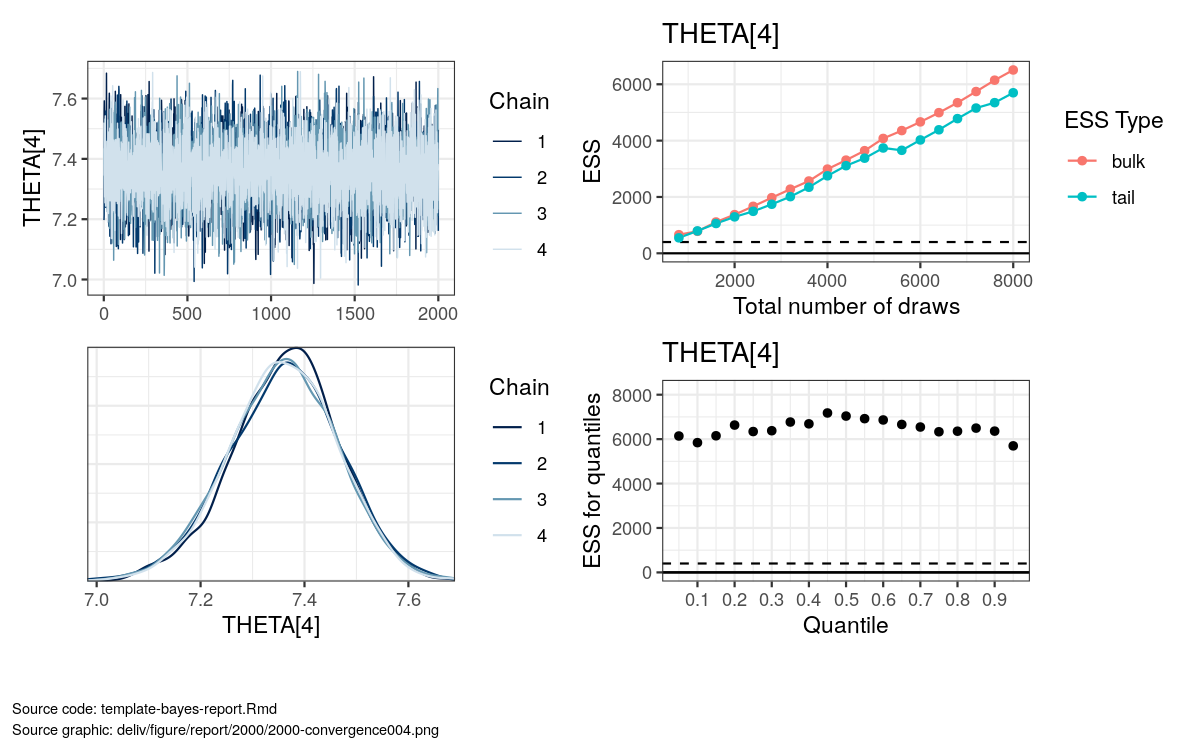 THETA[4]
7.6
7.4
7.2
7.0
0 500 1000 1500 2000
Chain
1
2
3
4
THETA[4]
ESS
6000
4000
2000
0
2000 4000 6000 8000
Total number of draws
ESS Type
bulk
tail
7.0 7.2 7.4 7.6
THETA[4]
Chain
1
2
3
4
THETA[4]
ESS for quantiles
8000
6000
4000
2000
0
0.1 0.2 0.3 0.4 0.5 0.6 0.7 0.8 0.9
Quantile
Source code: template-bayes-report.Rmd
Source graphic: deliv/figure/report/2000/2000-convergence004.png